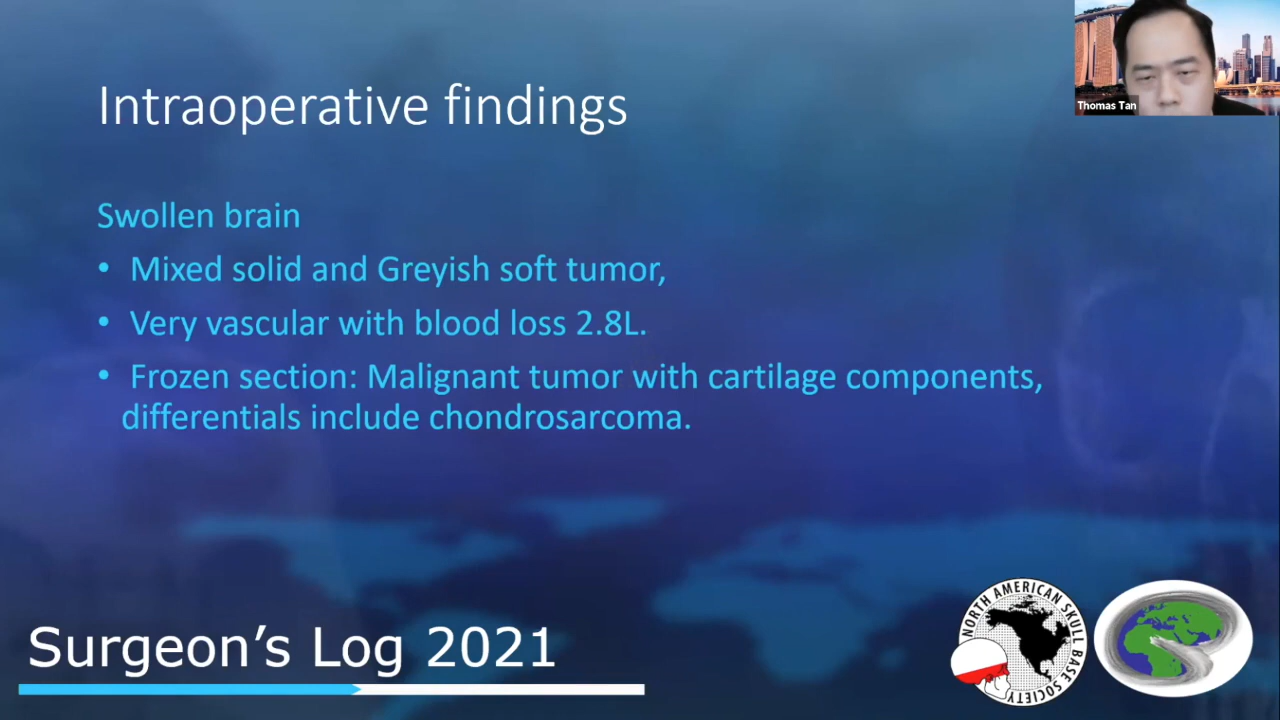 Thomas Tan
Intraoperative findings
Swollen brain
• Mixed solid and Greyish soft tumor,
• Very vascular with blood loss 2.8L.
• Frozen section: Malignant tumor with cartilage components,
differentials include chondrosarcoma.
Surgeon’s Log 2021
NORTH AMERICAN SKULL BASE SOCIETY